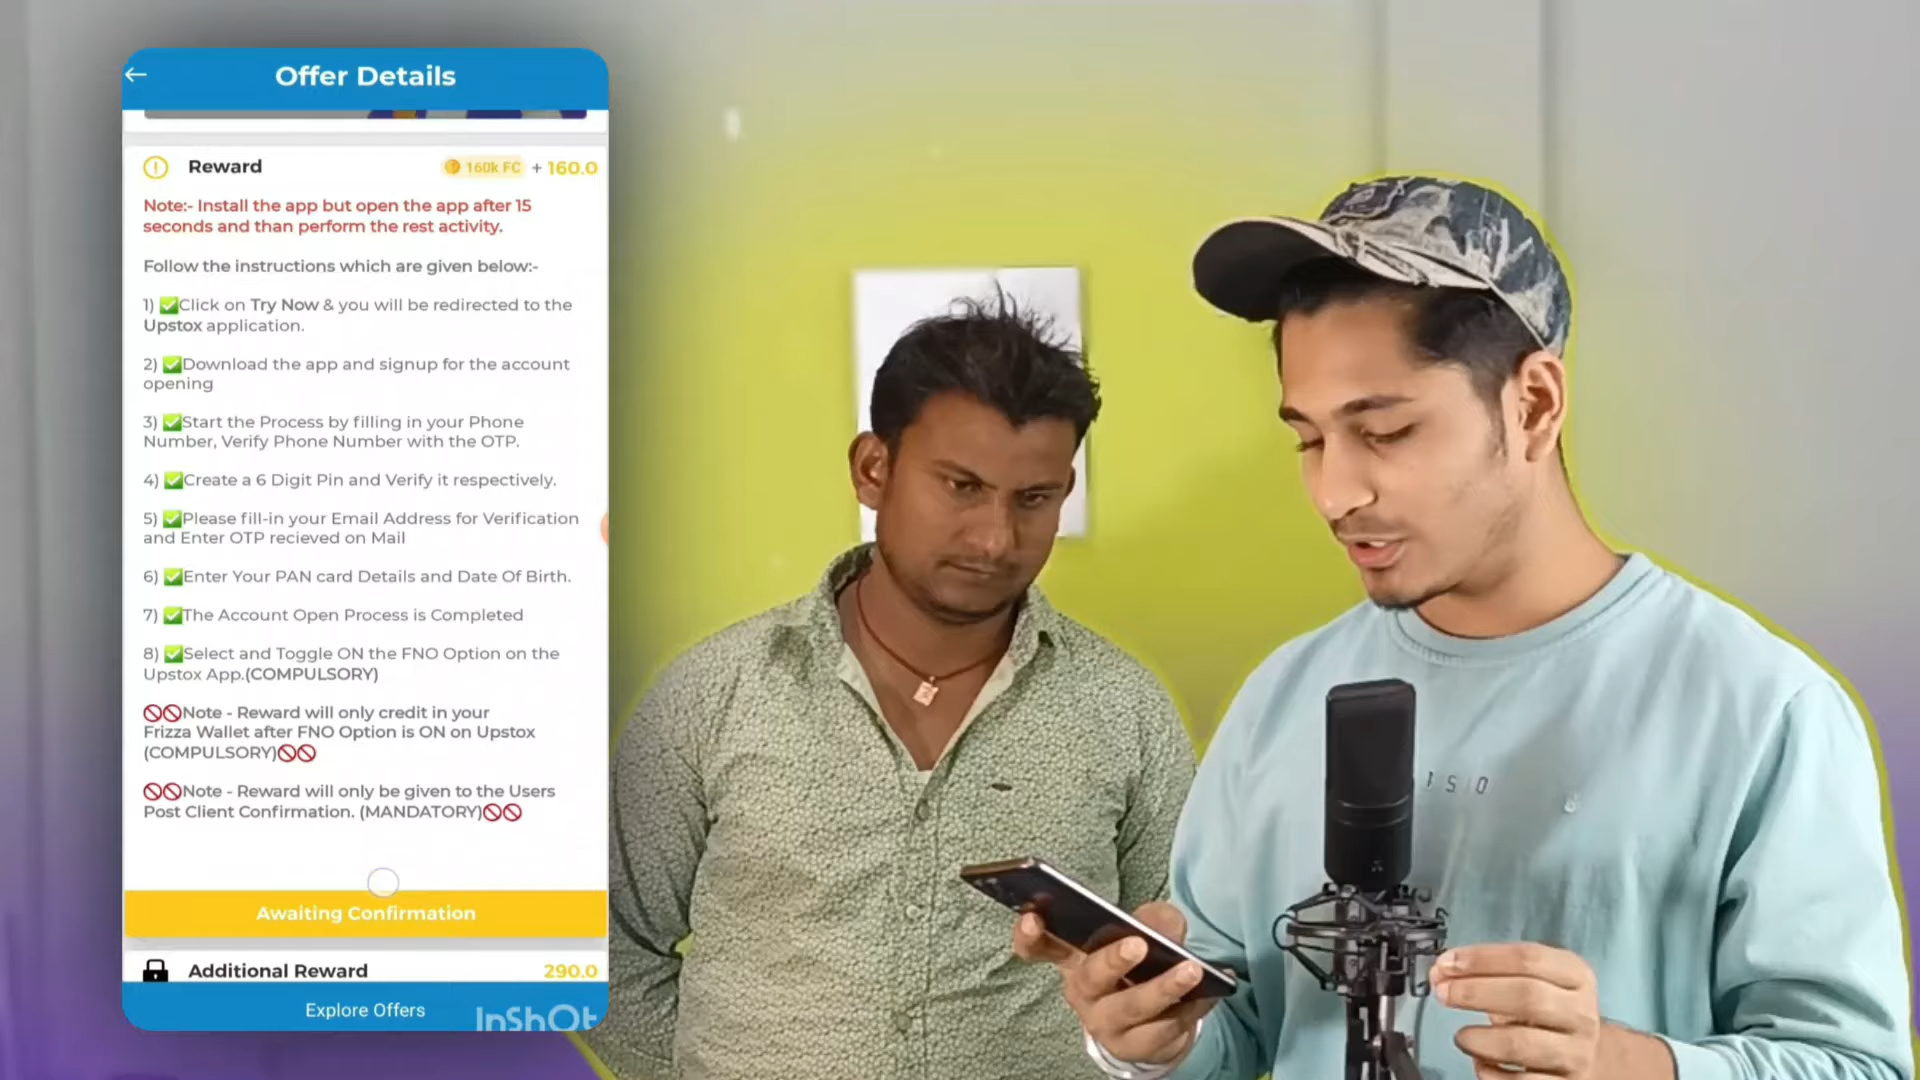 Offer Details
Reward 160k FC + 160.0
Note:- Install the app but open the app after 15
seconds and than perform the rest activity.
Follow the instructions which are given below:-
1) ✅Click on Try Now & you will be redirected to the
Upstox application.
2) ✅Download the app and signup for the account
opening
3) ✅Start the Process by filling in your Phone
Number, Verify Phone Number with the OTP.
4) ✅Create a 6 Digit Pin and Verify it respectively.
5) ✅Please fill-in your Email Address for Verification
and Enter OTP recieved on Mail
6) ✅Enter Your PAN card Details and Date Of Birth.
7) ✅The Account Open Process is Completed
8) ✅Select and Toggle ON the FNO Option on the
Upstox App.(COMPULSORY)
🚫🚫Note - Reward will only credit in your
Frizza Wallet after FNO Option is ON on Upstox
(COMPULSORY)🚫🚫
🚫🚫Note - Reward will only be given to the Users
Post Client Confirmation. (MANDATORY)🚫🚫
Awaiting Confirmation
Additional Reward 290.0
Explore Offers
InShOt